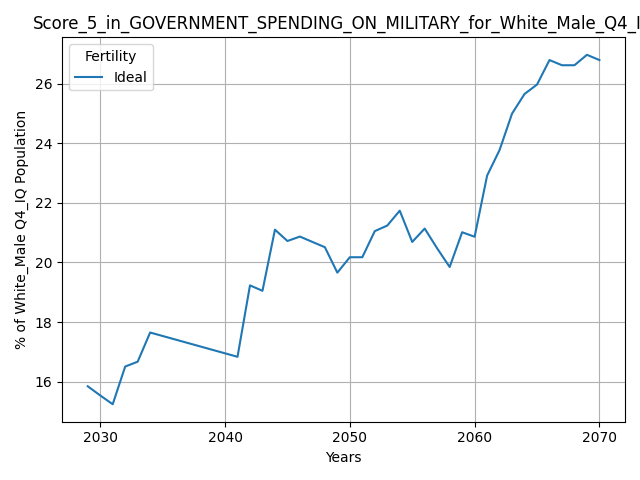 Score_5_in_GOVERNMENT_SPENDING_ON_MILITARY_for_White_Male_Q4_I
Fertility
Ideal
% of White_Male Q4_IQ Population
26
24
22
20
18
16
2030
2040
2050
2060
2070
Years